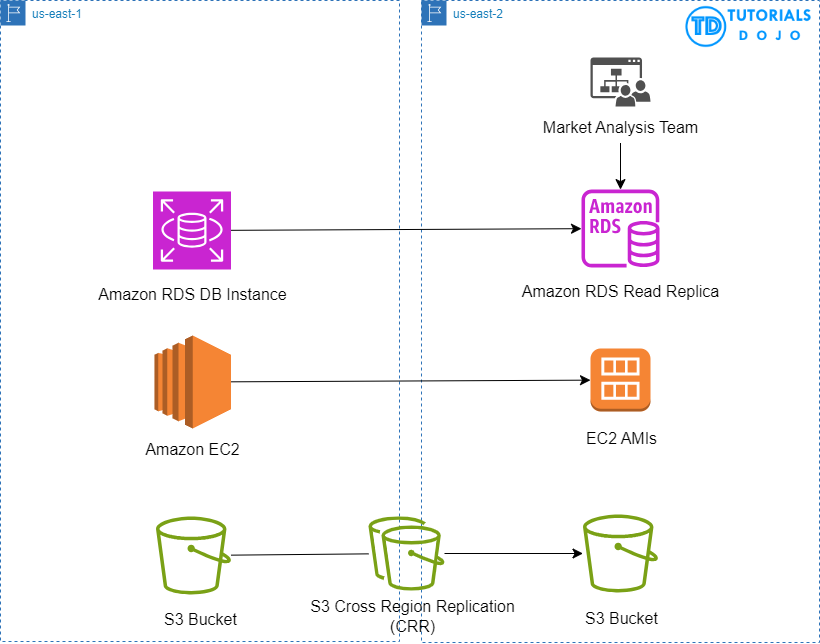 us-east-1
us-east-2
TD TUTORIALS
DOJO
Market Analysis Team
Amazon
RDS
Amazon RDS DB Instance
Amazon RDS Read Replica
Amazon EC2
EC2 AMIs
S3 Bucket
S3 Cross Region Replication
(CRR)
S3 Bucket